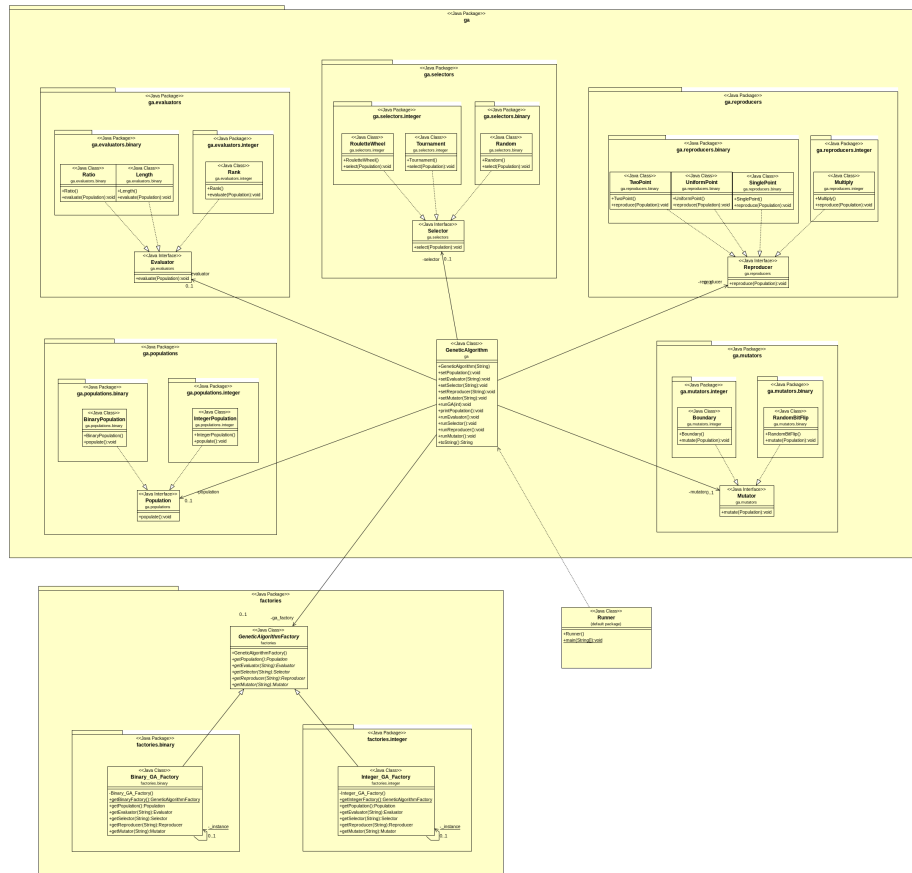 <<Java Package>>
ga
<<Java Package>>
ga.selectors
<<Java Package>>
ga.selectors.integer
<<Java Class>>
RouletteWheel
ga.selectors.integer
+RouletteWheel()
+select(Population):void
<<Java Class>>
Tournament
ga.selectors.integer
+Tournament()
+select(Population):void
<<Java Package>>
ga.selectors.binary
<<Java Class>>
Random
ga.selectors.binary
+Random()
+select(Population):void
<<Java Interface>>
Selector
ga.selectors
+select(Population):void
-selector 0..1
<<Java Package>>
ga.evaluators
<<Java Package>>
ga.evaluators.binary
<<Java Class>>
Ratio
ga.evaluators.binary
+Ratio()
+evaluate(Population):void
<<Java Class>>
Length
ga.evaluators.binary
+Length()
+evaluate(Population):void
<<Java Package>>
ga.evaluators.integer
<<Java Class>>
Rank
ga.evaluators.integer
+Rank()
+evaluate(Population):void
<<Java Interface>>
Evaluator
ga.evaluators
+evaluate(Population):void
0..1
<<Java Package>>
ga.reproducers
<<Java Package>>
ga.reproducers.binary
<<Java Class>>
TwoPoint
ga.reproducers.binary
+TwoPoint()
+reproduce(Population):void
<<Java Class>>
UniformPoint
ga.reproducers.binary
+UniformPoint()
+reproduce(Population):void
<<Java Class>>
SinglePoint
ga.reproducers.binary
+SinglePoint()
+reproduce(Population):void
<<Java Package>>
ga.reproducers.integer
<<Java Class>>
Multiply
ga.reproducers.integer
+Multiply()
+reproduce(Population):void
<<Java Interface>>
Reproducer
ga.reproducers
+reproduce(Population):void
<<Java Class>>
GeneticAlgorithm
ga
+GeneticAlgorithm(String)
+setPopulation():void
+setEvaluator(String):void
+setSelector(String):void
+setReproducer(String):void
+setMutator(String):void
+runGA(int):void
+printPopulation():void
+runEvaluator():void
+runSelector():void
+runReproducer():void
+runMutator():void
+toString():String
<<Java Package>>
ga.populations
<<Java Package>>
ga.populations.binary
<<Java Class>>
BinaryPopulation
ga.populations.binary
+BinaryPopulation()
+populate():void
<<Java Package>>
ga.populations.integer
<<Java Class>>
IntegerPopulation
ga.populations.integer
+IntegerPopulation()
+populate():void
<<Java Interface>>
Population
ga.populations
+populate():void
-population
0..1
<<Java Package>>
ga.mutators
<<Java Package>>
ga.mutators.integer
<<Java Class>>
Boundary
ga.mutators.integer
+Boundary()
+mutate(Population):void
<<Java Package>>
ga.mutators.binary
<<Java Class>>
RandomBitFlip
ga.mutators.binary
+RandomBitFlip()
+mutate(Population):void
<<Java Interface>>
Mutator
ga.mutators
+mutate(Population):void
<<Java Package>>
factories
0..1
-ga_factory
<<Java Class>>
GeneticAlgorithmFactory
factories
+GeneticAlgorithmFactory()
+getPopulation():Population
+getEvaluator(String):Evaluator
+getSelector(String):Selector
+getReproducer(String):Reproducer
+getMutator(String):Mutator
<<Java Class>>
Runner
(default package)
+Runner()
+main(String[]):void
<<Java Package>>
factories.binary
<<Java Class>>
Binary_GA_Factory
factories.binary
-Binary_GA_Factory()
+getBinaryFactory():GeneticAlgorithmFactory
+getPopulation():Population
+getEvaluator(String):Evaluator
+getSelector(String):Selector
+getReproducer(String):Reproducer
+getMutator(String):Mutator
-_instance
0..1
<<Java Package>>
factories.integer
<<Java Class>>
Integer_GA_Factory
factories.integer
-Integer_GA_Factory()
+getIntegerFactory():GeneticAlgorithmFactory
+getPopulation():Population
+getEvaluator(String):Evaluator
+getSelector(String):Selector
+getReproducer(String):Reproducer
+getMutator(String):Mutator
-_instance
0..1